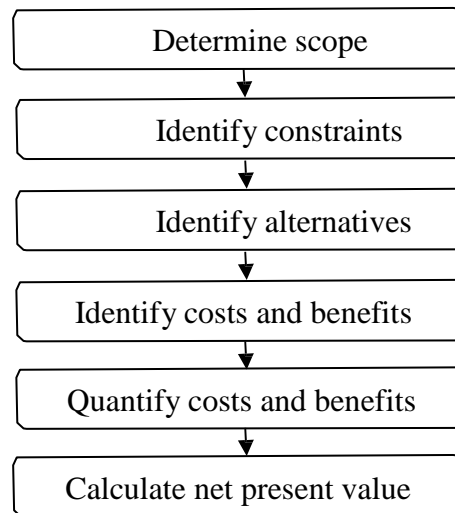 Determine scope
Identify constraints
Identify alternatives
Identify costs and benefits
Quantify costs and benefits
Calculate net present value